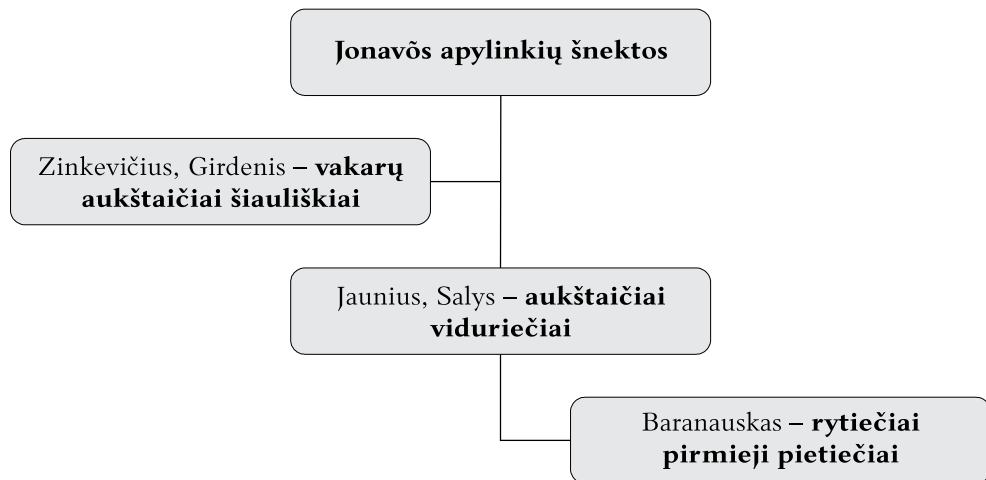 Jonavõs apylinkių šnektos
Zinkevičius, Girdenis – vakarų
aukštaičiai šiauliškiai
Jaunius, Salys – aukštaičiai
viduriečiai
Baranauskas – rytiečiai
pirmieji pietiečiai